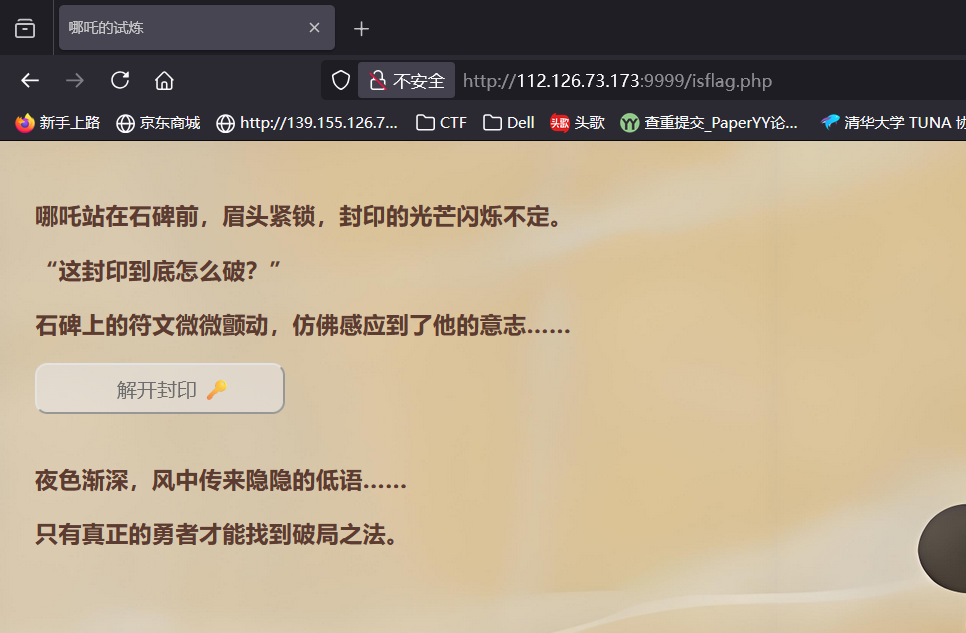 哪吒的试炼
不安全 http://112.126.73.173:9999/isflag.php
新手上路 京东商城 http://139.155.126.7... CTF Dell 头歌 头歌 查重提交_PaperYY论... 清华大学 TUNA 协
哪吒站在石碑前，眉头紧锁，封印的光芒闪烁不定。
“这封印到底怎么破？”
石碑上的符文微微颤动，仿佛感应到了他的意志……
解开封印 🔑
夜色渐深，风中传来隐隐的低语……
只有真正的勇者才能找到破局之法。